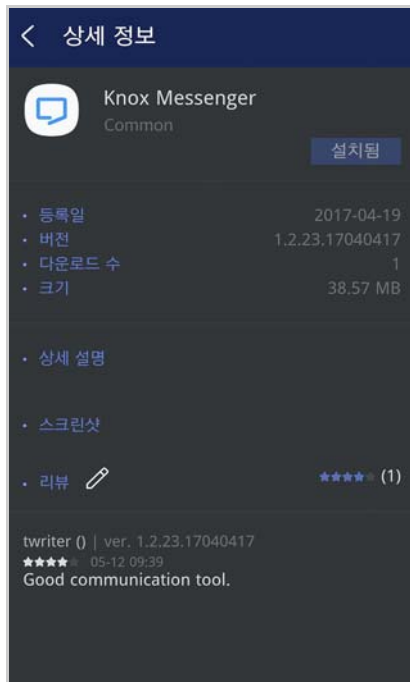 상세 정보
Knox Messenger
Common
설치됨
• 등록일 2017-04-19
• 버전 1.2.23.17040417
• 다운로드 수 1
• 크기 38.57 MB
• 상세 설명
• 스크린샷
• 리뷰 ★★★★★ (1)
twriter () | ver. 1.2.23.17040417
★★★★★ 05-12 09:39
Good communication tool.